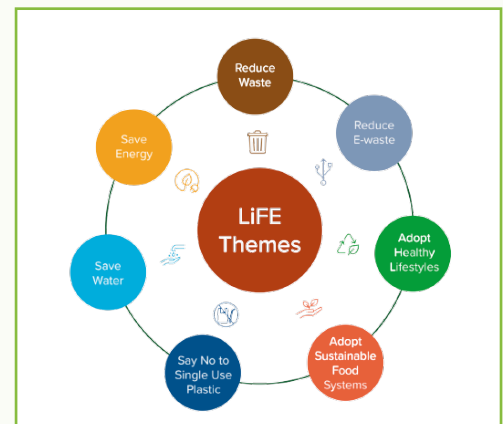 Reduce
Waste
Reduce
E-waste
Save
Energy
LiFE
Themes
Adopt
Healthy
Lifestyles
Save
Water
Adopt
Sustainable
Food
Systems
Say No to
Single Use
Plastic